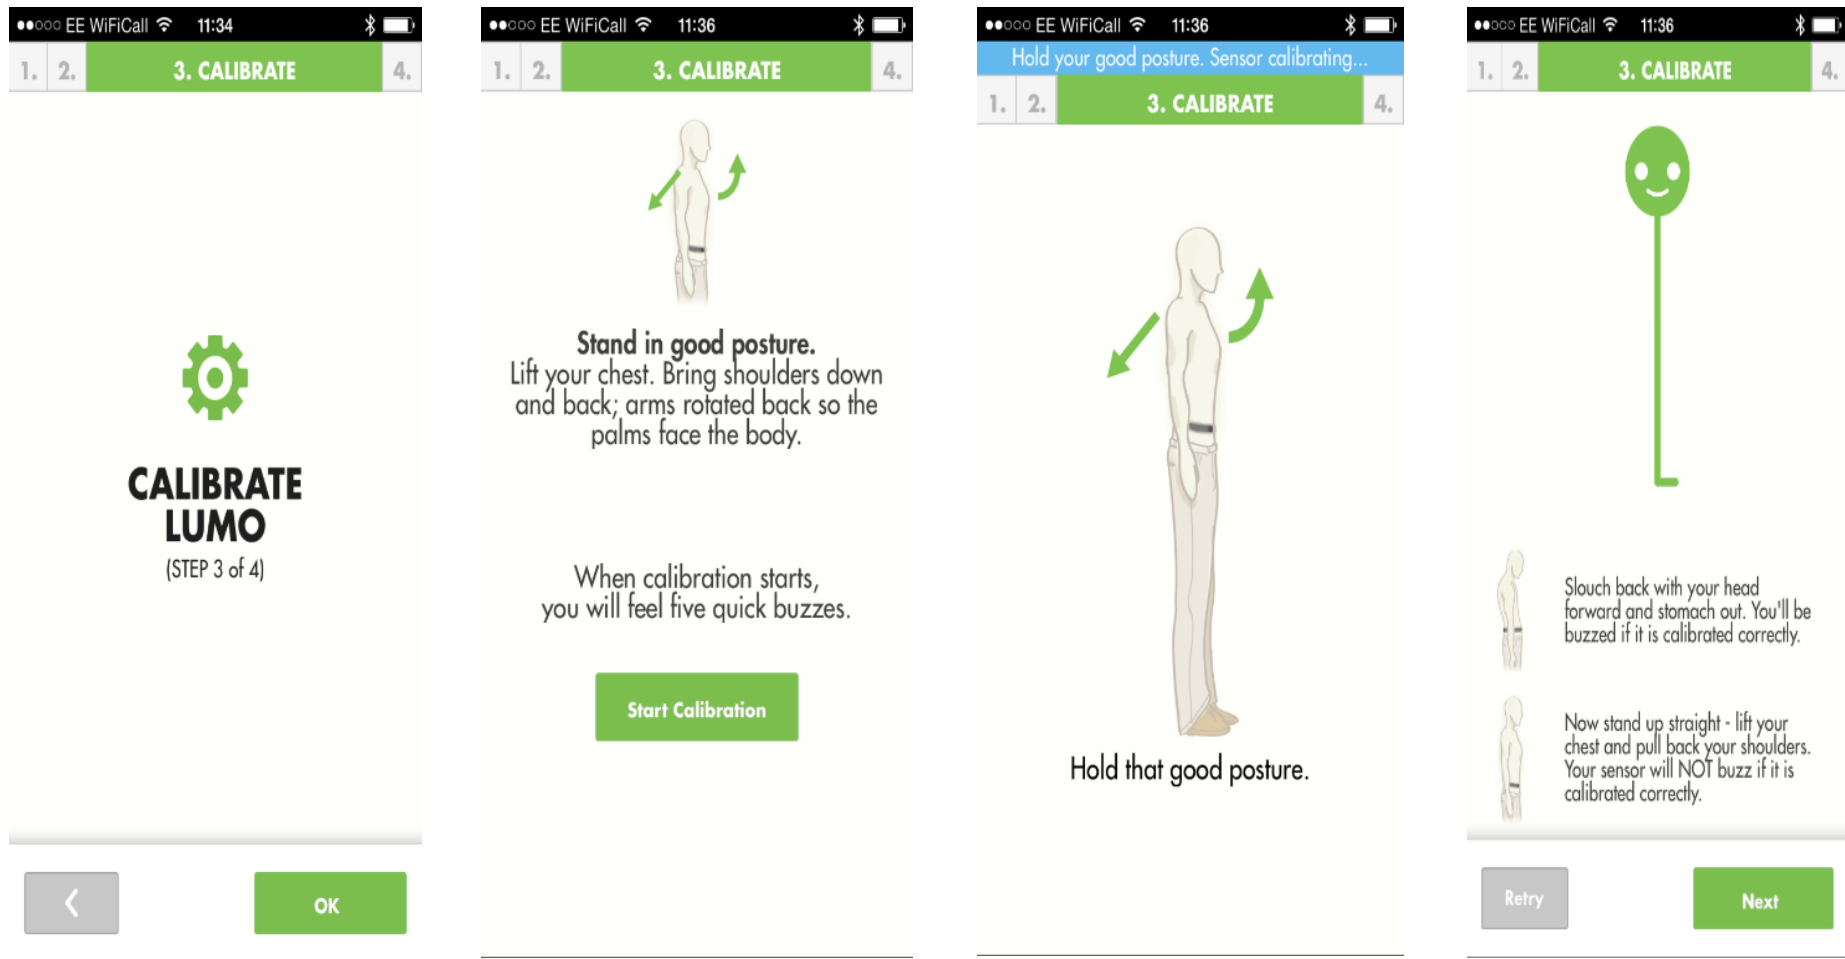 EE WiFiCall 11:34
1. 2. 3. CALIBRATE 4.
CALIBRATE
LUMO
(STEP 3 of 4)
OK
EE WiFiCall 11:36
1. 2. 3. CALIBRATE 4.
Stand in good posture.
Lift your chest. Bring shoulders down
and back; arms rotated back so the
palms face the body.
When calibration starts,
you will feel five quick buzzes.
Start Calibration
EE WiFiCall 11:36
Hold your good posture. Sensor calibrating...
1. 2. 3. CALIBRATE 4.
Hold that good posture.
EE WiFiCall 11:36
1. 2. 3. CALIBRATE 4.
Slouch back with your head
forward and stomach out. You'll be
buzzed if it is calibrated correctly.
Now stand up straight - lift your
chest and pull back your shoulders.
Your sensor will NOT buzz if it is
calibrated correctly.
Retry
Next